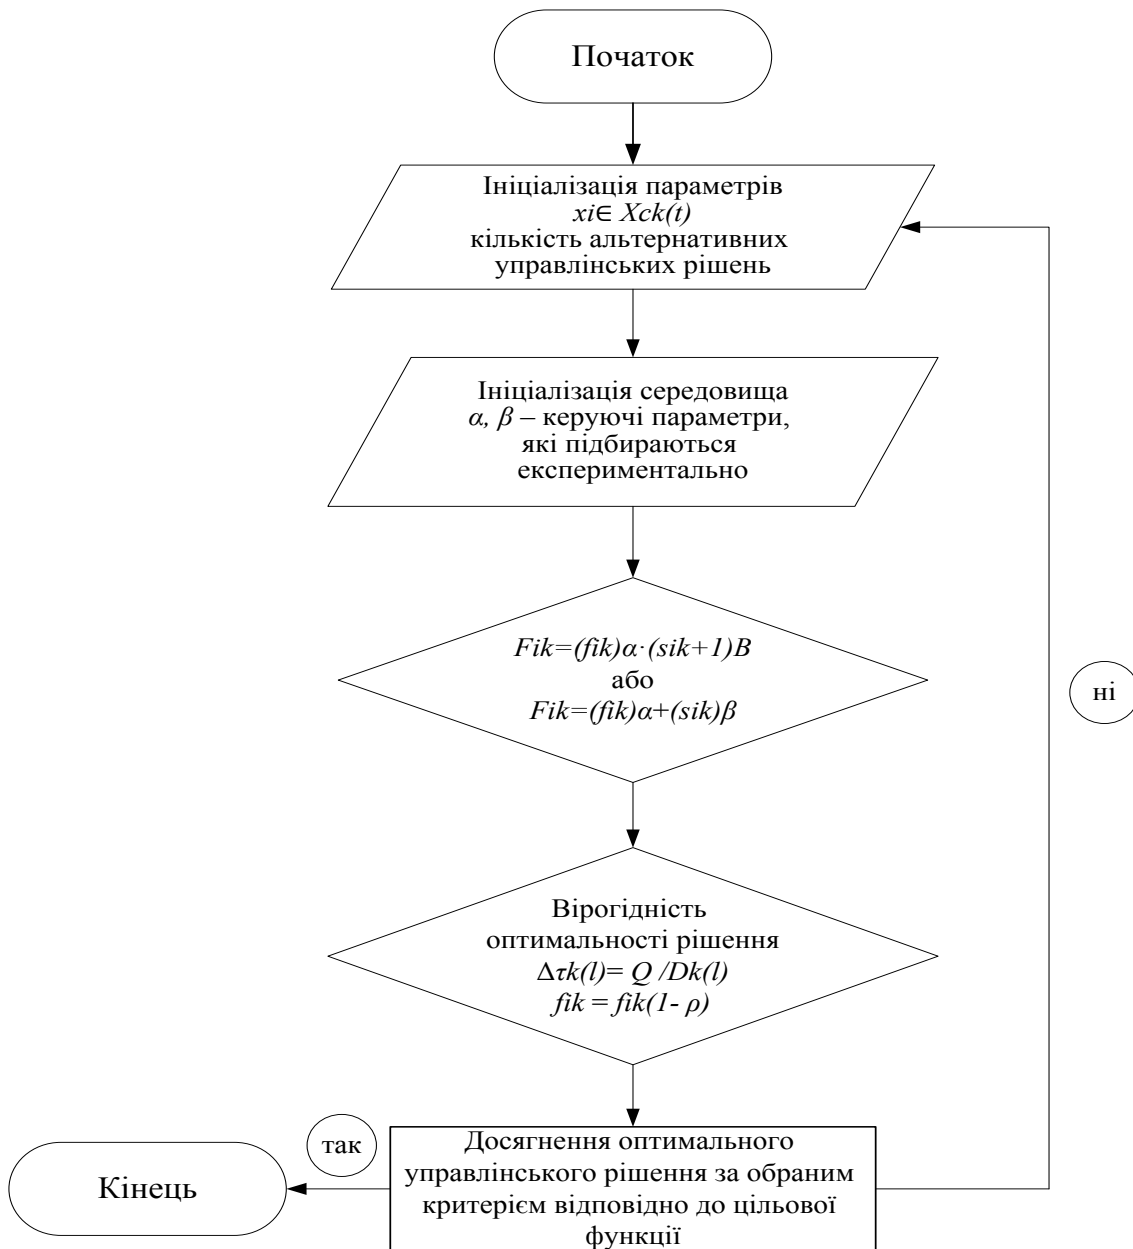 Початок
Ініціалізація параметрів
xi∈ Xck(t)
кількість альтернативних
управлінських рішень
Ініціалізація середовища
α, β – керуючі параметри,
які підбираються
експериментально
Fik=(fik)α·(sik+1)B
або
Fik=(fik)α+(sik)β
ні
Вірогідність
оптимальності рішення
Δτk(l)= Q /Dk(l)
fik = fik(1- ρ)
так
Досягнення оптимального
управлінського рішення за обраним
критерієм відповідно до цільової
функції
Кінець